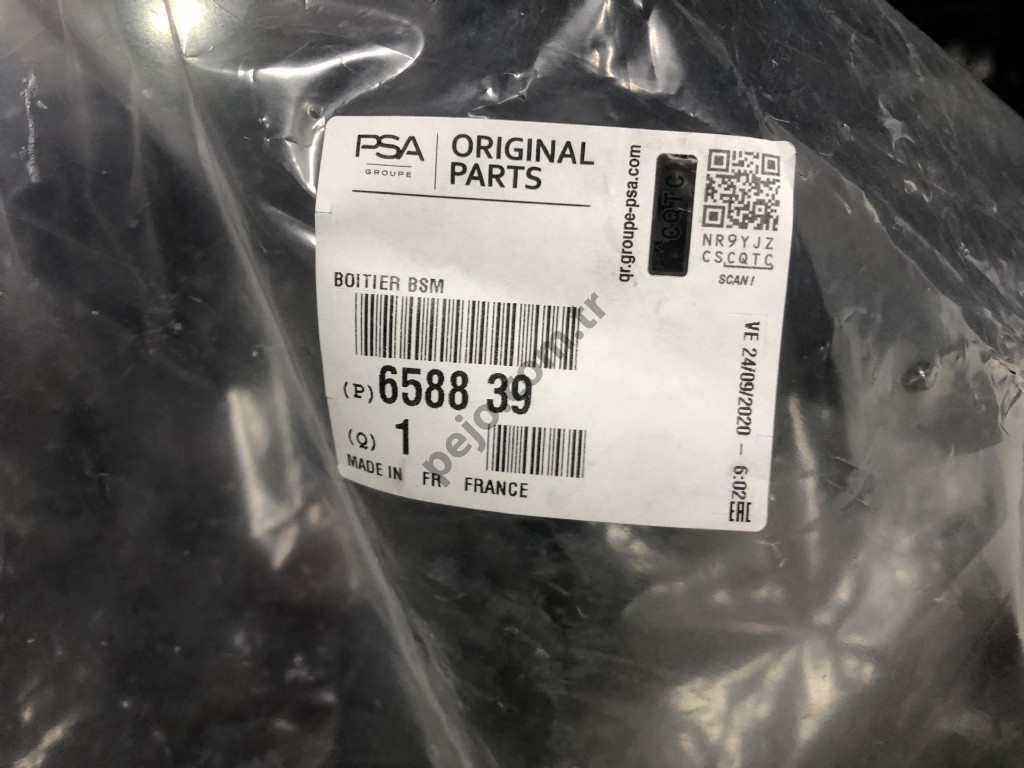 PSA
GROUPE
ORIGINAL
PARTS
qr.groupe-psa.com
CQTC
NR9YJZ
CSCQTC
SCAN!
BOITIER BSM
(P) 6588 39
(Q) 1
MADE IN FR FRANCE
VE 24/09/2020 – 6:02
EAC
pejo.com.tr